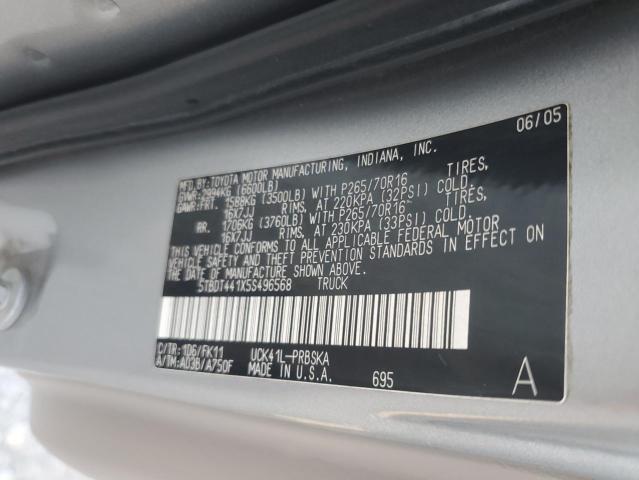 06/05
MFD. BY: TOYOTA MOTOR MANUFACTURING, INDIANA, INC.
GVWR: 2994KG (6600LB)
GAWR: FRT. 1588KG (3500LB) WITH P265/70R16 TIRES,
16X7JJ RIMS, AT 220KPA (32PSI) COLD.
RR. 1706KG (3760LB) WITH P265/70R16 TIRES,
16X7JJ RIMS, AT 230KPA (33PSI) COLD.
THIS VEHICLE CONFORMS TO ALL APPLICABLE FEDERAL MOTOR
VEHICLE SAFETY AND THEFT PREVENTION STANDARDS IN EFFECT ON
THE DATE OF MANUFACTURE SHOWN ABOVE.
5TBDT441X5S496568 TRUCK
C/TR: 1D6/FK11 UCK41L-PRBSKA
A/TM: A03B/A750F MADE IN U.S.A. 695 A